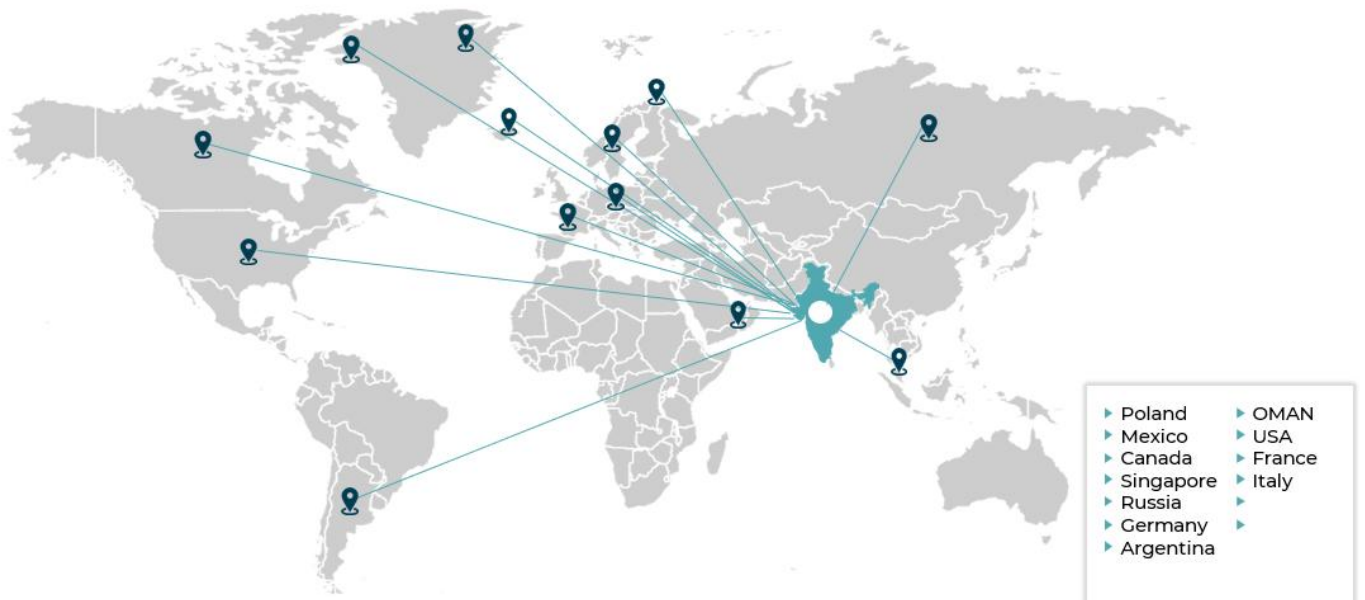 Poland
Mexico
Canada
Singapore
Russia
Germany
Argentina
OMAN
USA
France
Italy